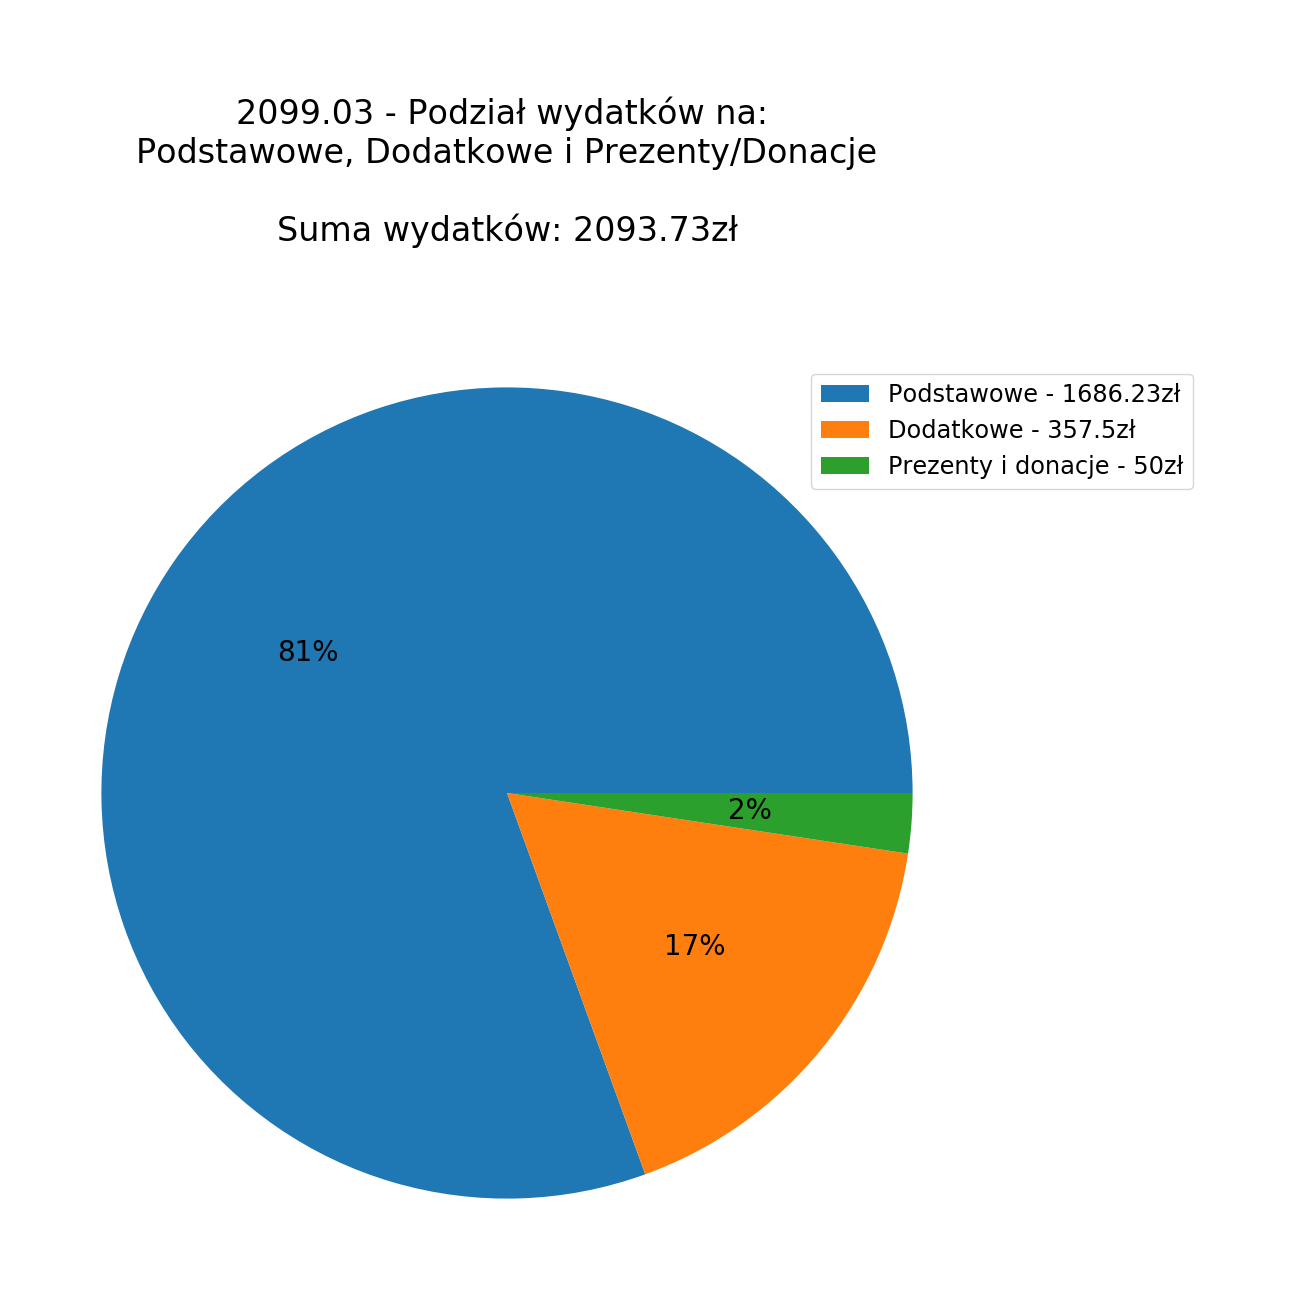 2099.03 - Podział wydatków na:
Podstawowe, Dodatkowe i Prezenty/Donacje
Suma wydatków: 2093.73zł
Podstawowe - 1686.23zł
Dodatkowe - 357.5zł
Prezenty i donacje - 50zł
81%
2%
17%